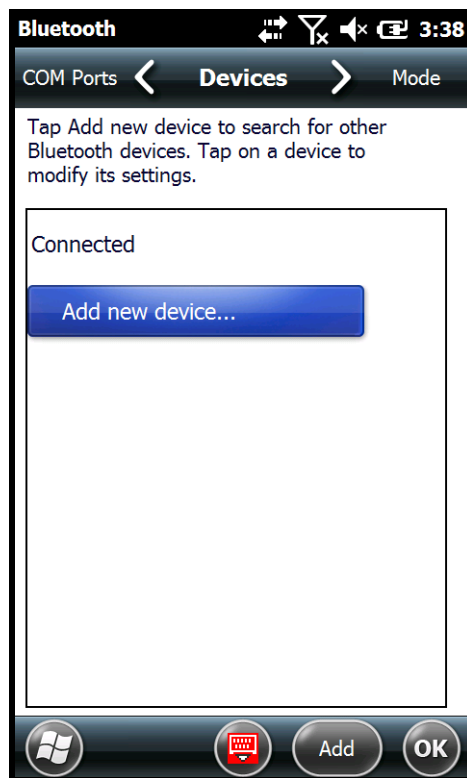 Bluetooth 3:38
COM Ports Devices Mode
Tap Add new device to search for other
Bluetooth devices. Tap on a device to
modify its settings.
Connected
Add new device...
Add OK